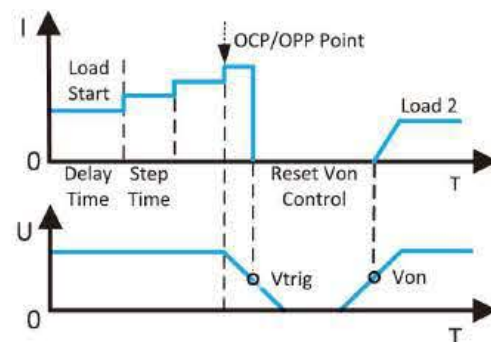 I
OCP/OPP Point
Load
Start
Load 2
0
Delay
Time
Step
Time
Reset Von
Control
T
U
Vtrig
Von
0
T